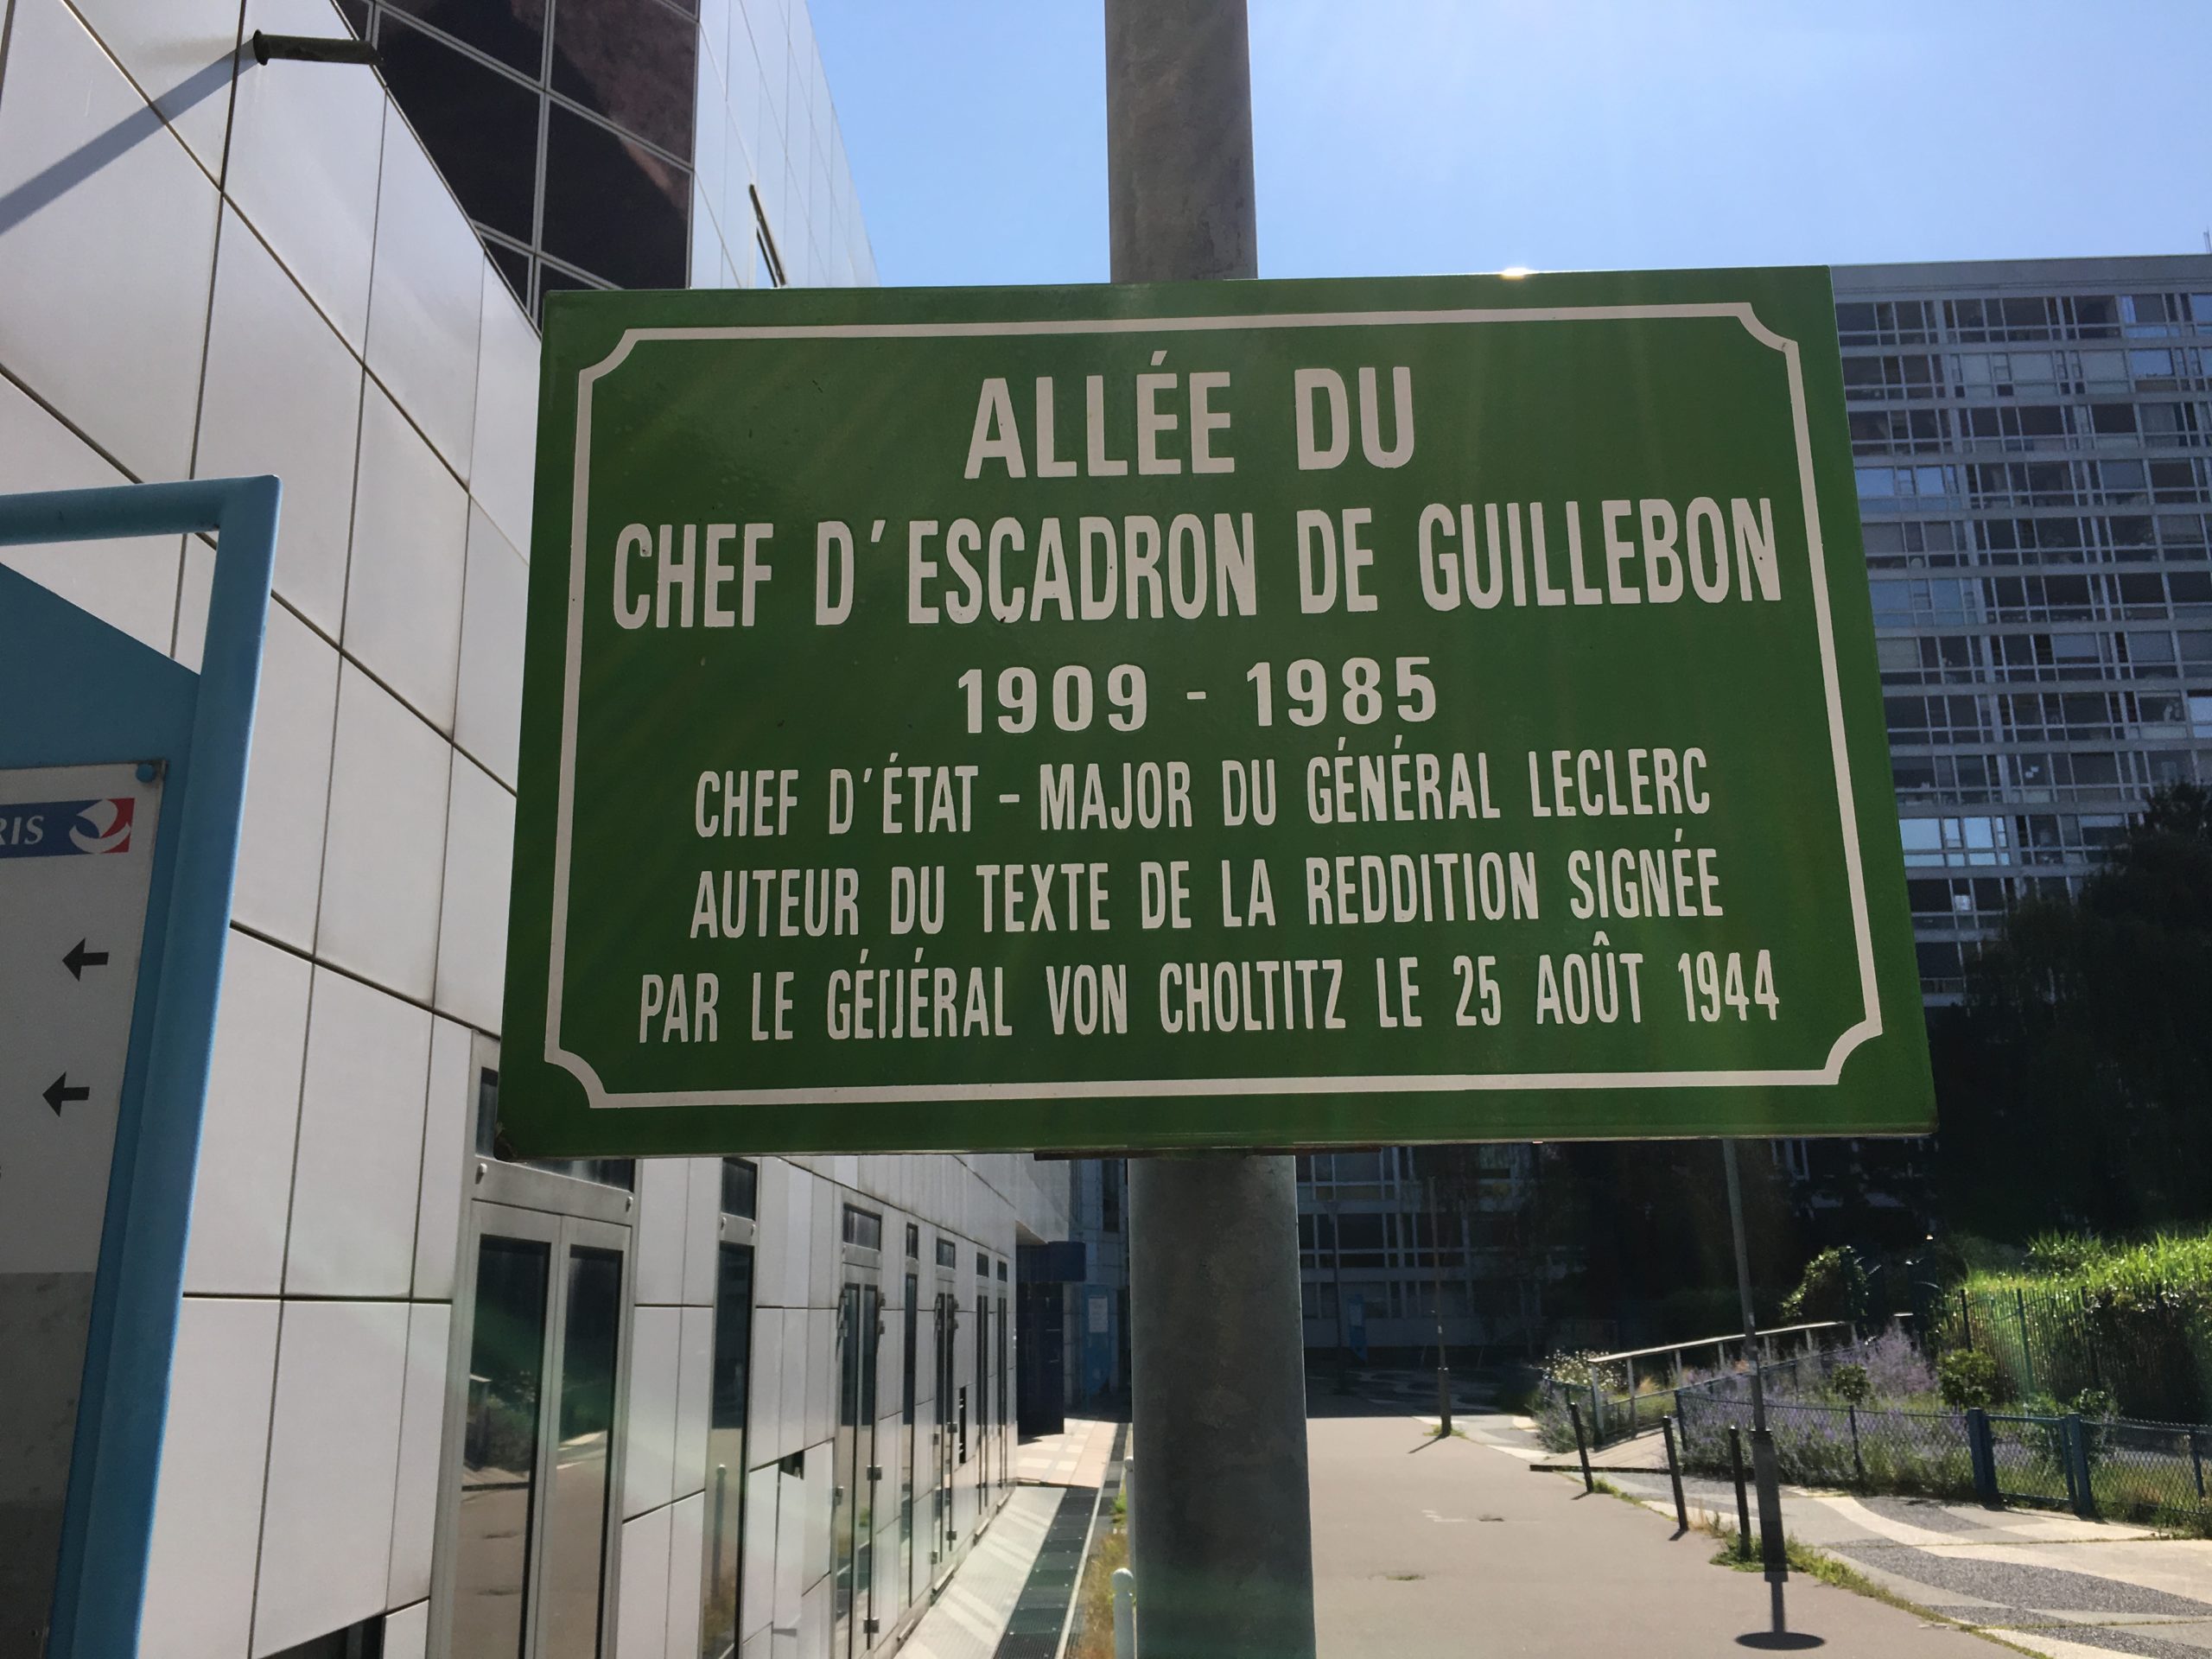 ALLÉE DU
CHEF D'ESCADRON DE GUILLEBON
1909 - 1985
CHEF D'ÉTAT - MAJOR DU GÉNÉRAL LECLERC
AUTEUR DU TEXTE DE LA REDDITION SIGNÉE
PAR LE GÉNÉRAL VON CHOLTITZ LE 25 AOÛT 1944
RIS